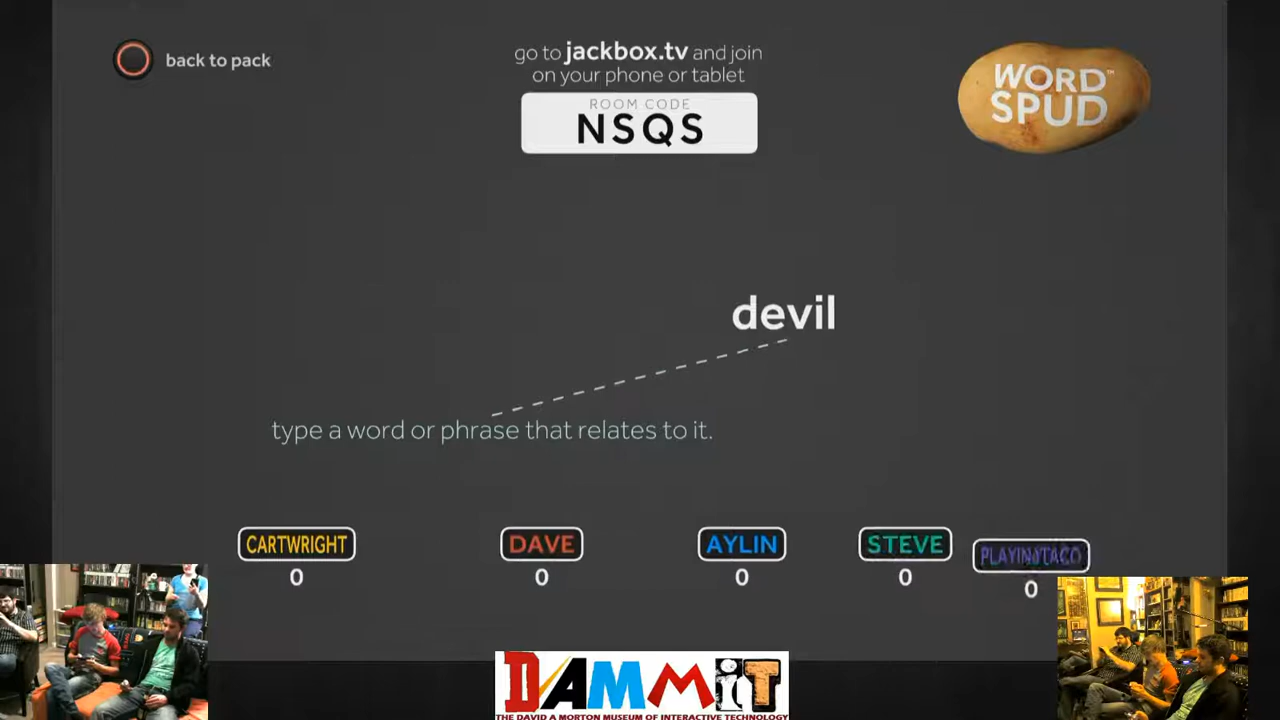 back to pack
go to jackbox.tv and join
on your phone or tablet
ROOM CODE
NSQS
WORD™
SPUD
devil
type a word or phrase that relates to it.
CARTWRIGHT
DAVE
AYLIN
STEVE
0
0
0
0
0
DAMMiT
THE DAVID A MORTON MUSEUM OF INTERACTIVE TECHNOLOGY